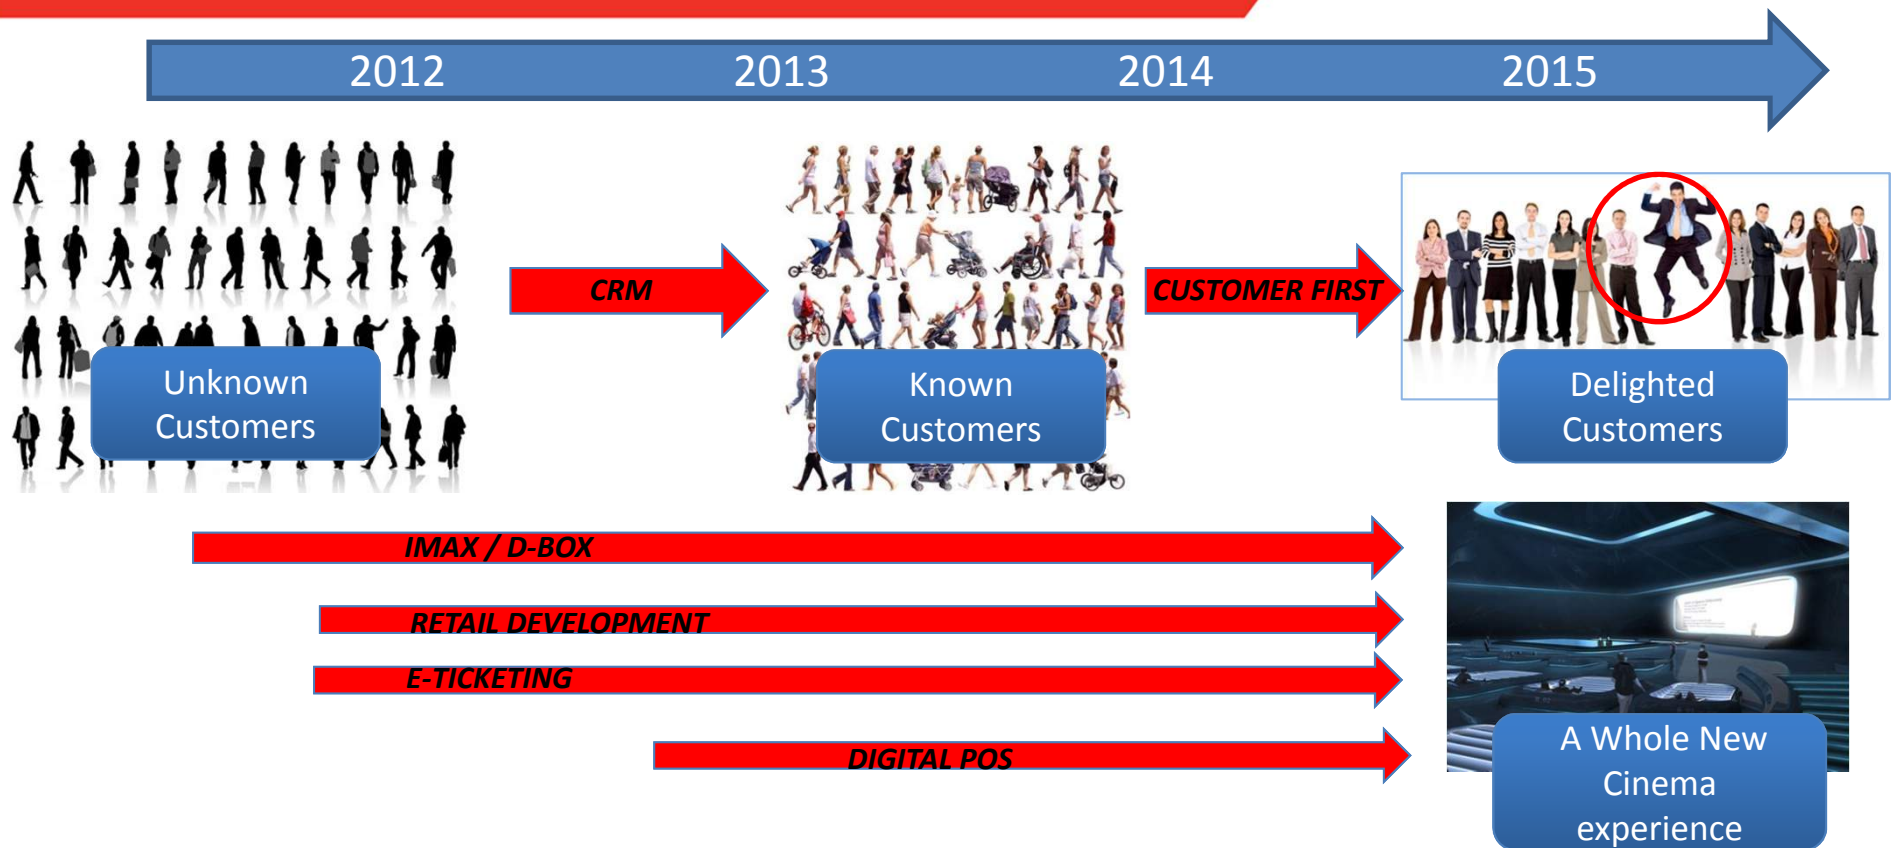 2012 2013 2014 2015
CRM
CUSTOMER FIRST
Unknown
Customers
Known
Customers
Delighted
Customers
IMAX / D-BOX
RETAIL DEVELOPMENT
E-TICKETING
DIGITAL POS
A Whole New
Cinema
experience